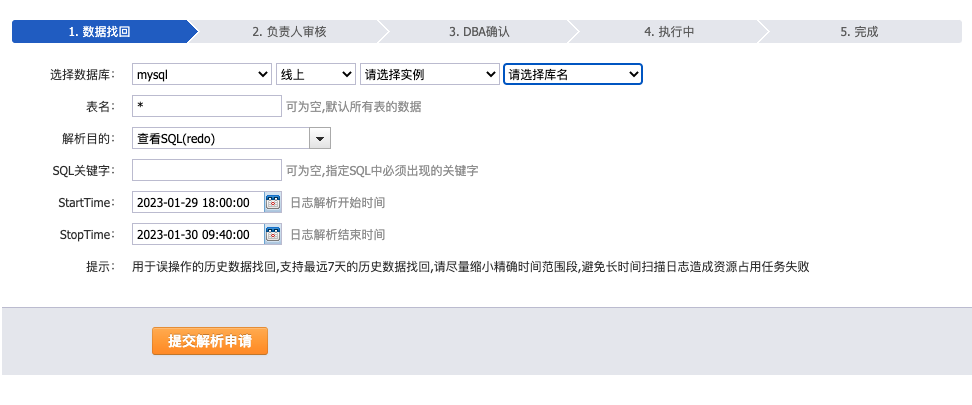 1. 数据找回 2. 负责人审核 3. DBA确认 4. 执行中 5. 完成
选择数据库： mysql 线上 请选择实例 请选择库名
表名： * 可为空,默认所有表的数据
解析目的： 查看SQL(redo)
SQL关键字： 可为空,指定SQL中必须出现的关键字
StartTime： 2023-01-29 18:00:00 日志解析开始时间
StopTime： 2023-01-30 09:40:00 日志解析结束时间
提示： 用于误操作的历史数据找回,支持最远7天的历史数据找回,请尽量缩小精确时间范围段,避免长时间扫描日志造成资源占用任务失败
提交解析申请